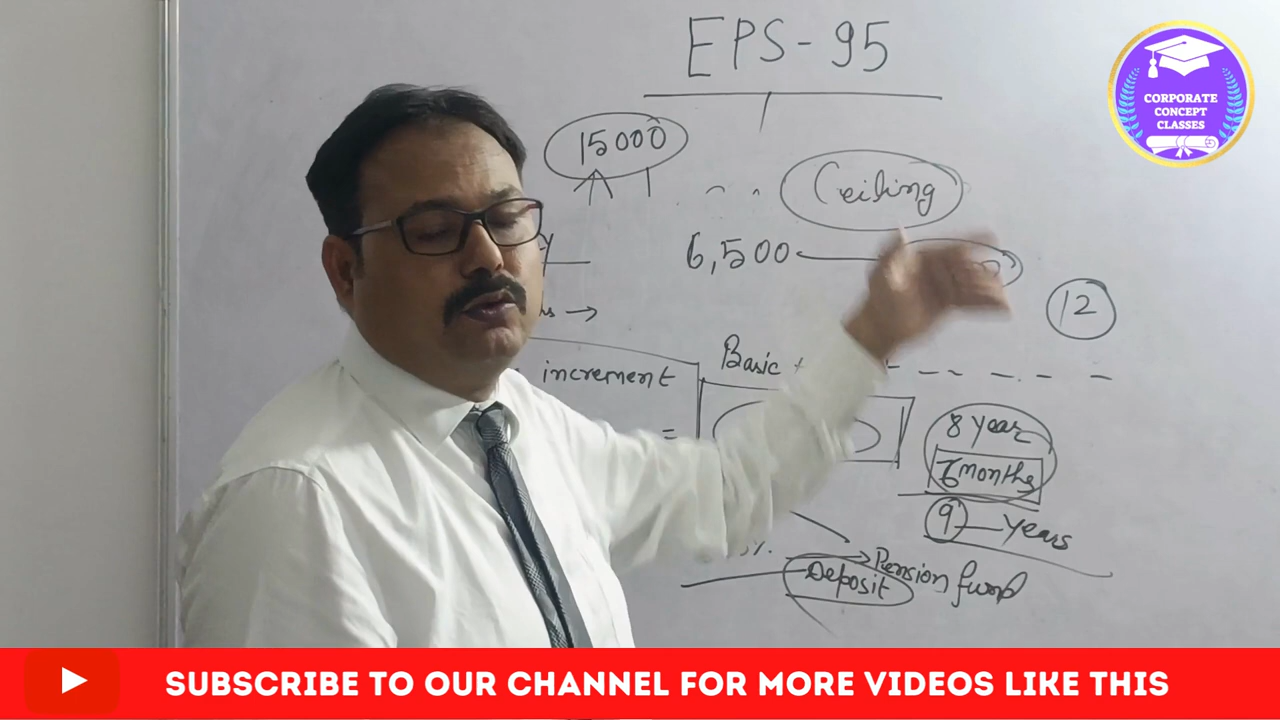 EPS-95
CORPORATE
CONCEPT
CLASSES
15000
Ceiling
6,500
12
Basic +
increment
=
8 year
6 months
9 — years
Pension fund
Deposit
SUBSCRIBE TO OUR CHANNEL FOR MORE VIDEOS LIKE THIS